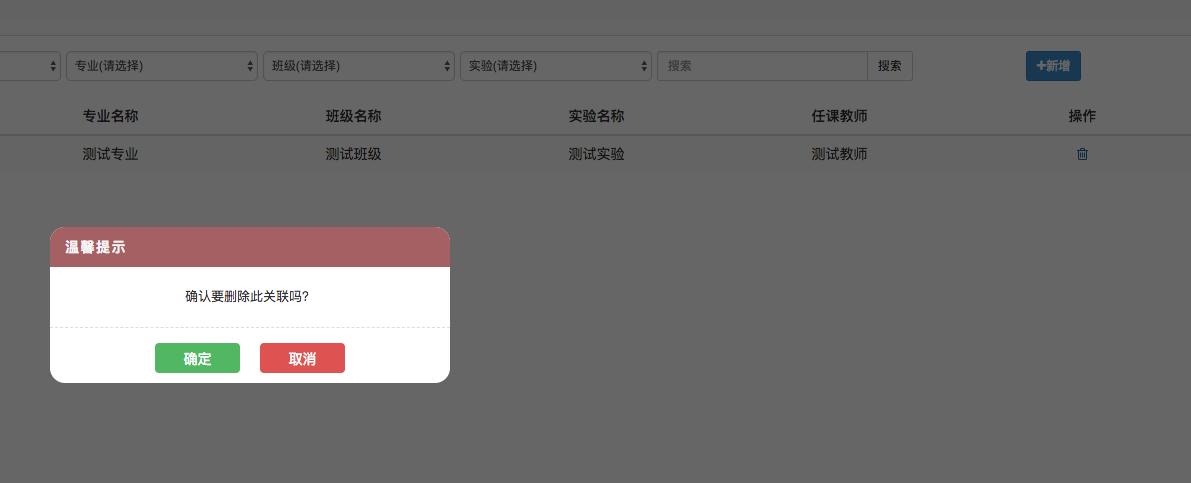 专业(请选择) 班级(请选择) 实验(请选择) 搜索 搜索 +新增
专业名称 班级名称 实验名称 任课教师 操作
测试专业 测试班级 测试实验 测试教师
温馨提示
确认要删除此关联吗?
确定 取消